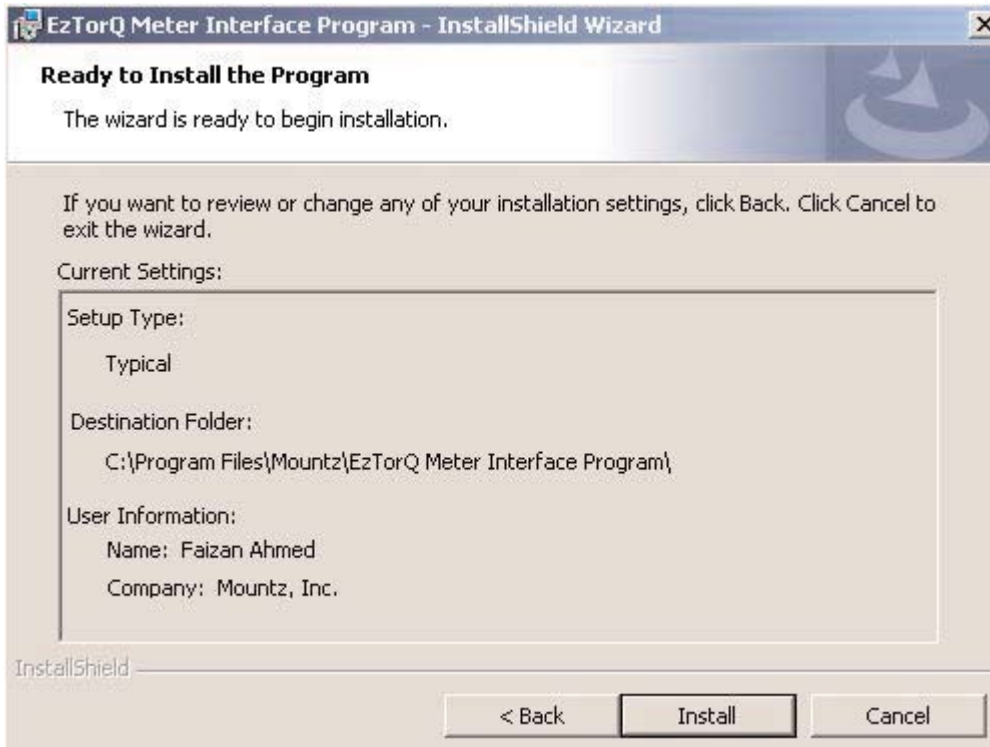 EzTorQ Meter Interface Program - InstallShield Wizard
Ready to Install the Program
The wizard is ready to begin installation.
If you want to review or change any of your installation settings, click Back. Click Cancel to
exit the wizard.
Current Settings:
Setup Type:
Typical
Destination Folder:
C:\Program Files\Mountz\EzTorQ Meter Interface Program\
User Information:
Name: Faizan Ahmed
Company: Mountz, Inc.
InstallShield
< Back
Install
Cancel